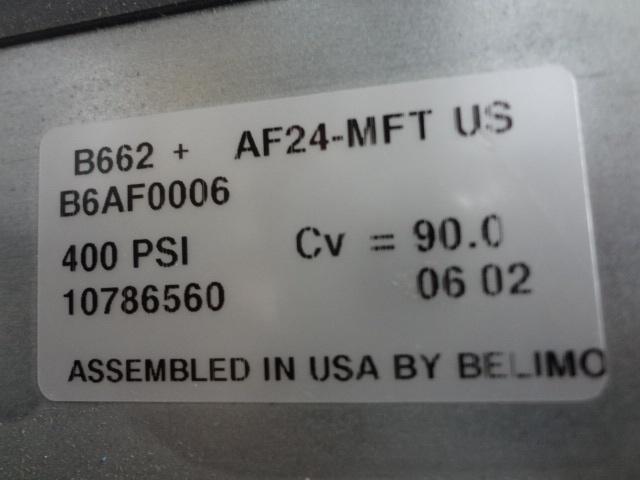 B662 + AF24-MFT US
B6AF0006
400 PSI Cv = 90.0
10786560 06 02
ASSEMBLED IN USA BY BELIMO